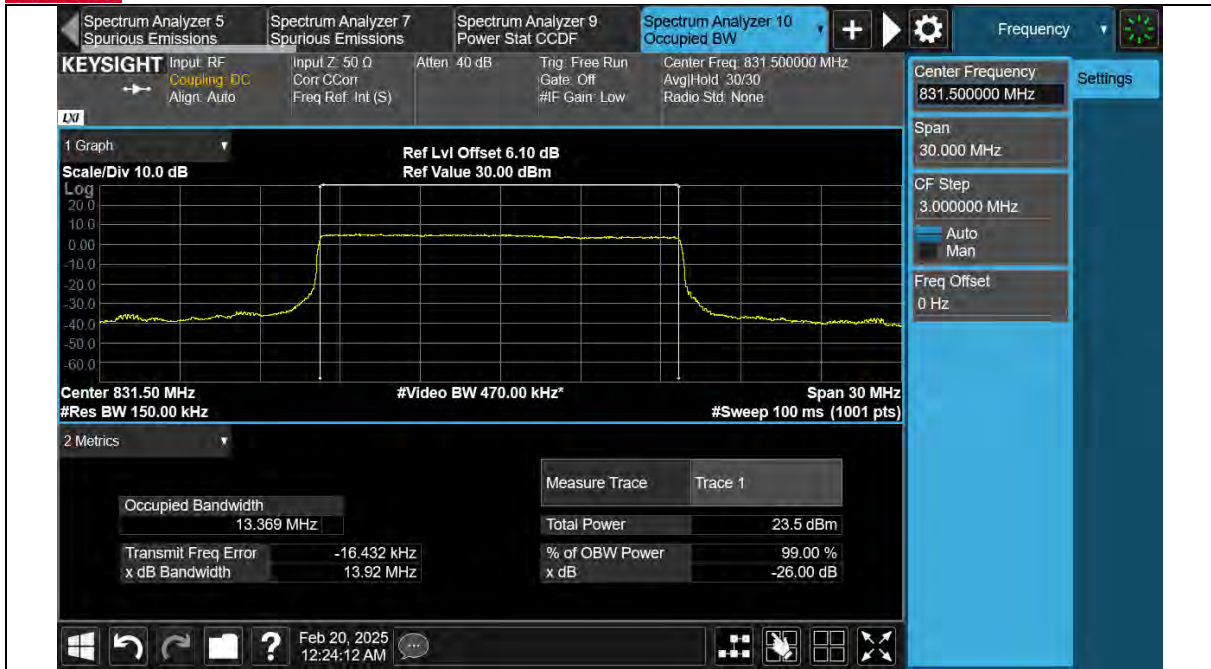 Spectrum Analyzer 5
Spurious Emissions
Spectrum Analyzer 7
Spurious Emissions
Spectrum Analyzer 9
Power Stat CCDF
Spectrum Analyzer 10
Occupied BW
Frequency
KEYSIGHT
Input: RF
Coupling: DC
Align: Auto
Input Z: 50 Ω
Corr CCorr
Freq Ref: Int (S)
Atten: 40 dB
Trig: Free Run
Gate: Off
#IF Gain: Low
Center Freq: 831.500000 MHz
Avg|Hold: 30/30
Radio Std: None
LXI
Center Frequency
831.500000 MHz
Settings
Span
30.000 MHz
CF Step
3.000000 MHz
Auto
Man
Freq Offset
0 Hz
1 Graph
Scale/Div 10.0 dB
Ref Lvl Offset 6.10 dB
Ref Value 30.00 dBm
Log
20.0
10.0
0.00
-10.0
-20.0
-30.0
-40.0
-50.0
-60.0
Center 831.50 MHz
#Video BW 470.00 kHz*
Span 30 MHz
#Res BW 150.00 kHz
#Sweep 100 ms (1001 pts)
2 Metrics
Measure Trace
Trace 1
Occupied Bandwidth
13.369 MHz
Total Power
23.5 dBm
Transmit Freq Error
-16.432 kHz
% of OBW Power
99.00 %
x dB Bandwidth
13.92 MHz
x dB
-26.00 dB
?
Feb 20, 2025
12:24:12 AM